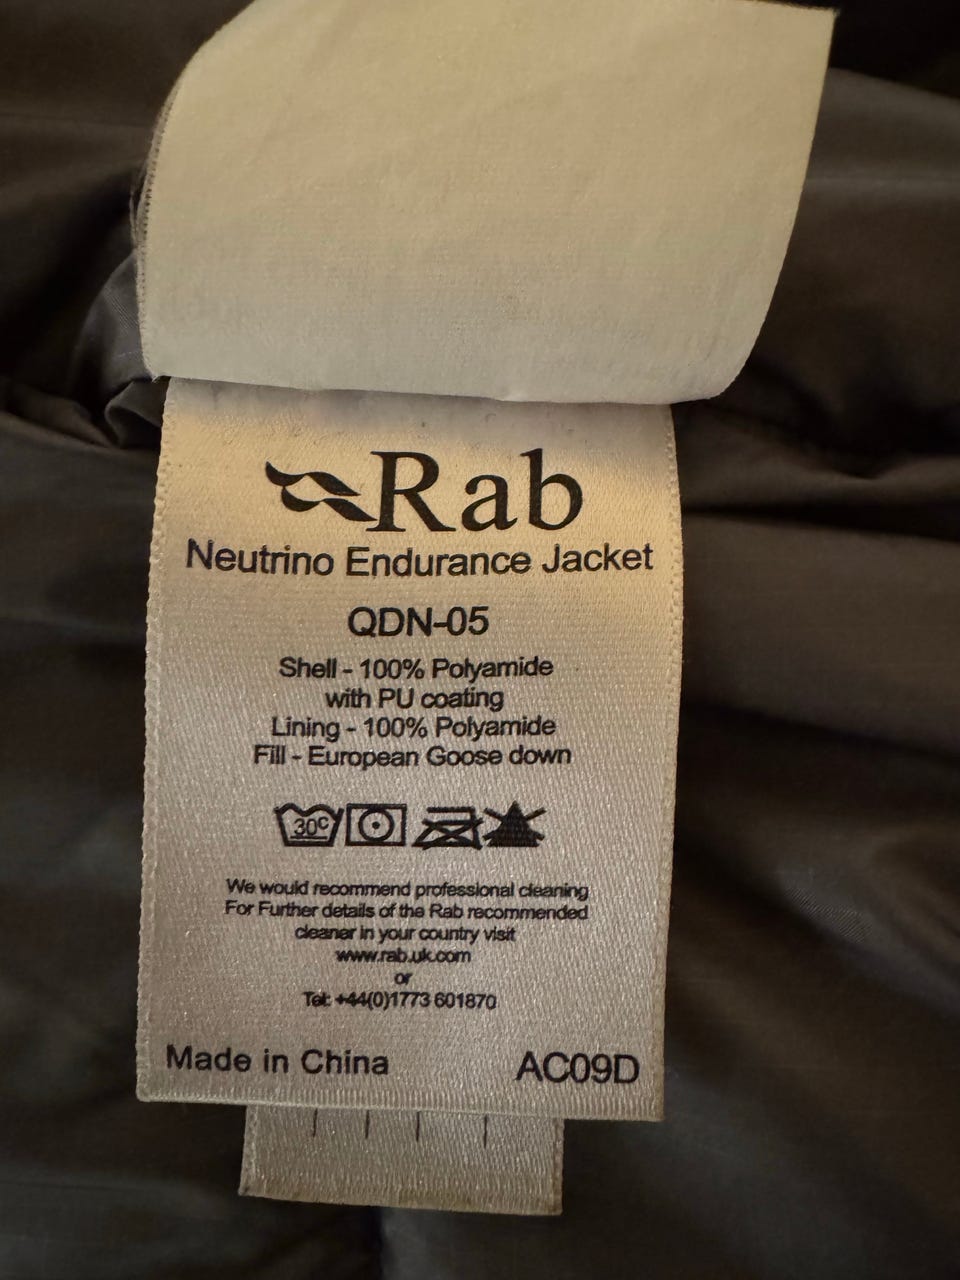 Rab
Neutrino Endurance Jacket
QDN-05
Shell - 100% Polyamide
with PU coating
Lining - 100% Polyamide
Fill - European Goose down
30c
We would recommend professional cleaning
For Further details of the Rab recommended
cleaner in your country visit
www.rab.uk.com
or
Tel: +44(0)1773 601870
Made in China AC09D